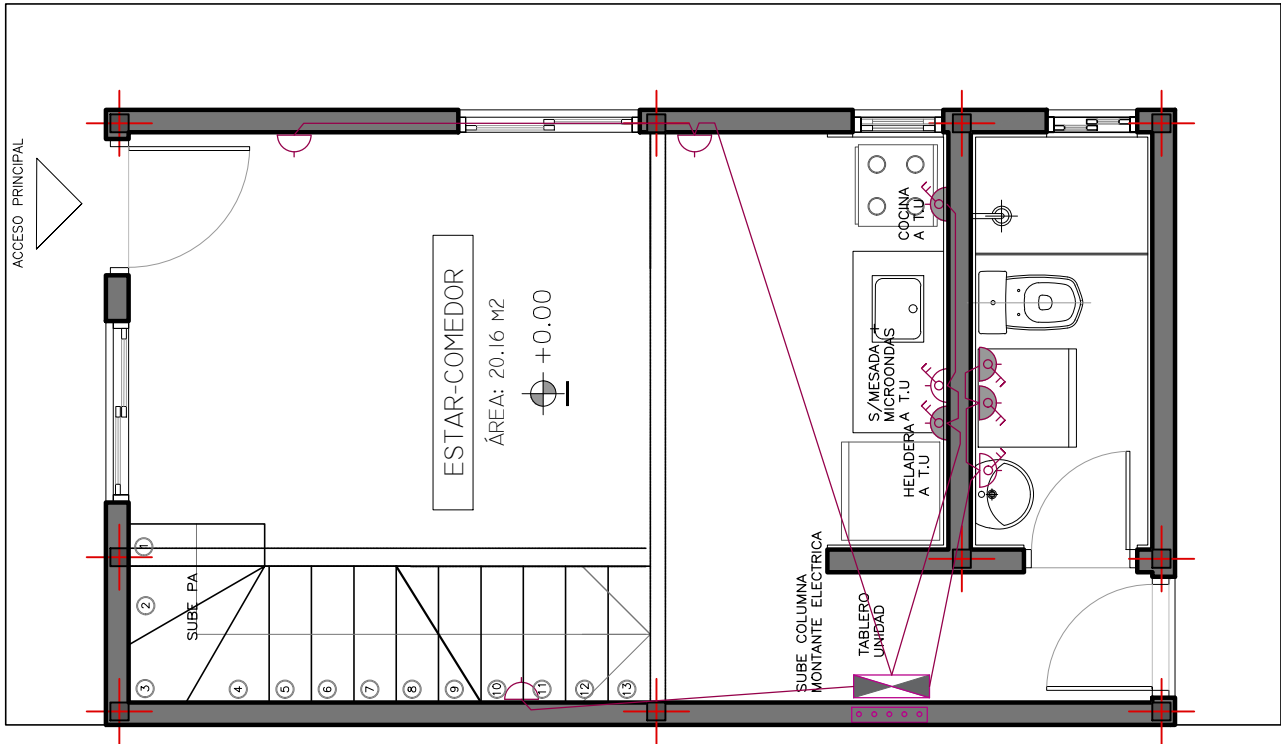 ACCESO PRINCIPAL
ESTAR-COMEDOR
ÁREA: 20.16 M2
+0.00
COCINA
A T.U
S/MESADA +
MICROONDAS
A T.U
HELADERA
A T.U
SUBE PA
1
2
3
4
5
6
7
8
9
10
11
12
13
SUBE COLUMNA
MONTANTE ELECTRICA
TABLERO
UNIDAD